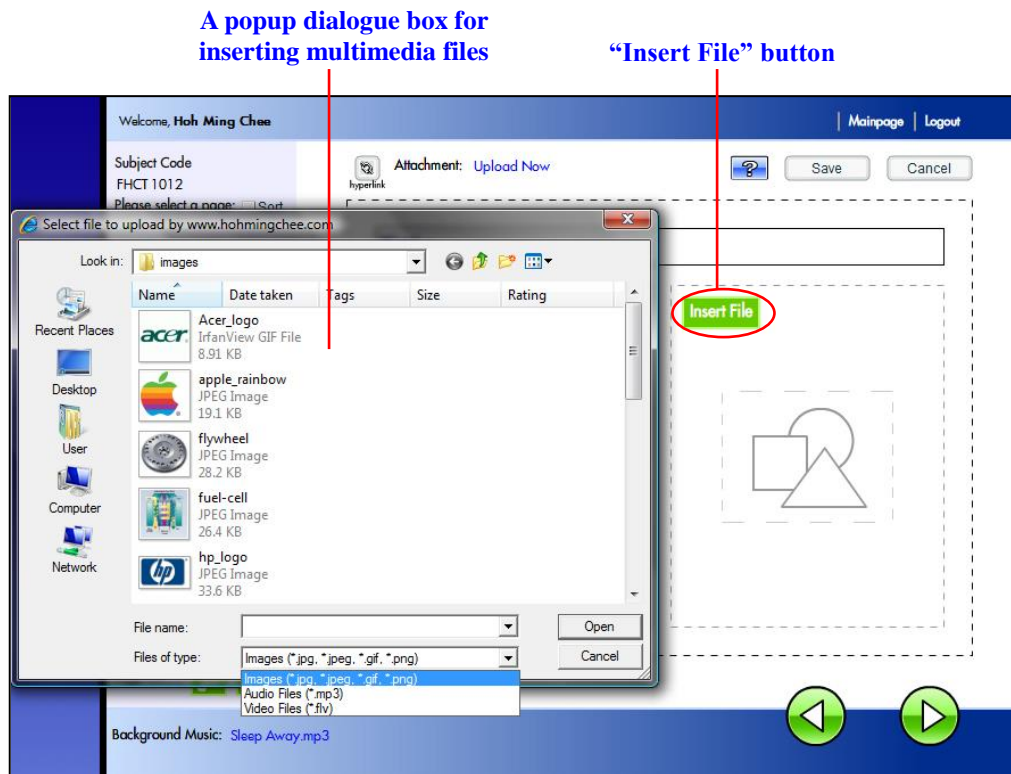 A popup dialogue box for
inserting multimedia files
“Insert File” button
Welcome, Hoh Ming Chee
| Mainpage | Logout
Subject Code
FHCT 1012
Please select a page: Sort
hyperlink
Attachment: Upload Now
?
Save
Cancel
Select file to upload by www.hohmingchee.com
Look in:
images
Name
Date taken
Tags
Size
Rating
Recent Places
Desktop
User
Computer
Network
acer
Acer_logo
IrfanView GIF File
8.91 KB
apple_rainbow
JPEG Image
19.1 KB
flywheel
JPEG Image
28.2 KB
fuel-cell
JPEG Image
26.4 KB
hp
hp_logo
JPEG Image
33.6 KB
File name:
Open
Files of type:
Images (*.jpg, *.jpeg, *.gif, *.png)
Cancel
Images (*.jpg, *.jpeg, *.gif, *.png)
Audio Files (*.mp3)
Video Files (*.flv)
Insert File
Background Music: Sleep Away.mp3